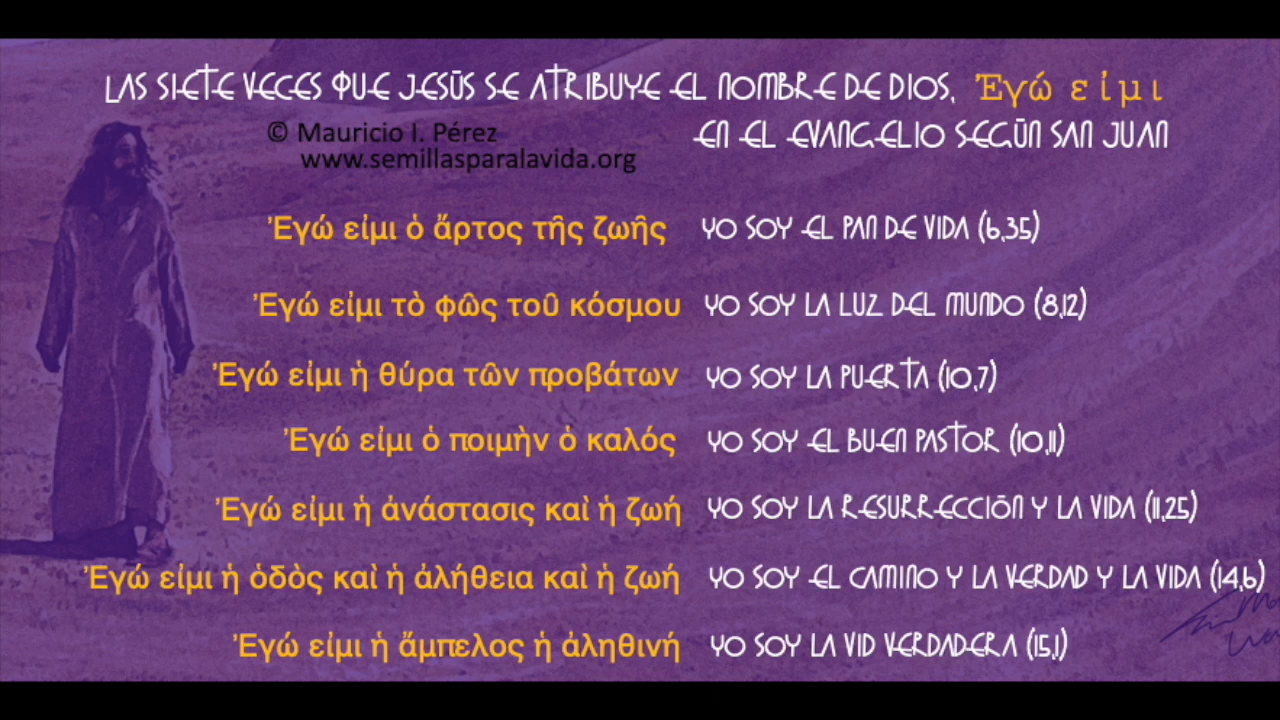 LAS SIETE VECES QUE JESÚS SE ATRIBUYE EL NOMBRE DE DIOS, Ἐγώ εἰμι
EN EL EVANGELIO SEGÚN SAN JUAN
© Mauricio I. Pérez
www.semillasparalavida.org
Ἐγώ εἰμι ὁ ἄρτος τῆς ζωῆς YO SOY EL PAN DE VIDA (6,35)
Ἐγώ εἰμι τὸ φῶς τοῦ κόσμου YO SOY LA LUZ DEL MUNDO (8,12)
Ἐγώ εἰμι ἡ θύρα τῶν προβάτων YO SOY LA PUERTA (10,7)
Ἐγώ εἰμι ὁ ποιμὴν ὁ καλός YO SOY EL BUEN PASTOR (10,11)
Ἐγώ εἰμι ἡ ἀνάστασις καὶ ἡ ζωή YO SOY LA RESURRECCIÓN Y LA VIDA (11,25)
Ἐγώ εἰμι ἡ ὁδὸς καὶ ἡ ἀλήθεια καὶ ἡ ζωή YO SOY EL CAMINO Y LA VERDAD Y LA VIDA (14,6)
Ἐγώ εἰμι ἡ ἄμπελος ἡ ἀληθινή YO SOY LA VID VERDADERA (15,1)